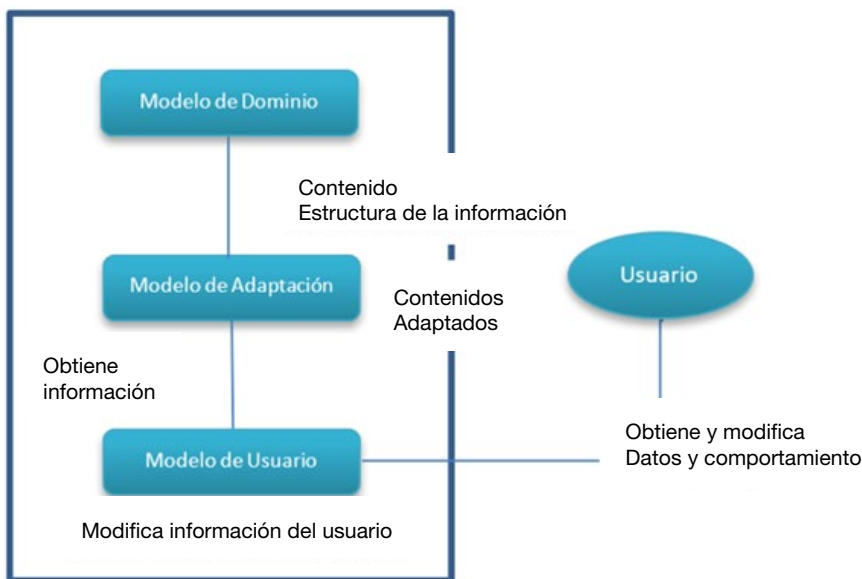 Modelo de Dominio
Contenido
Estructura de la información
Modelo de Adaptación
Usuario
Contenidos
Adaptados
Obtiene
información
Obtiene y modifica
Datos y comportamiento
Modelo de Usuario
Modifica información del usuario